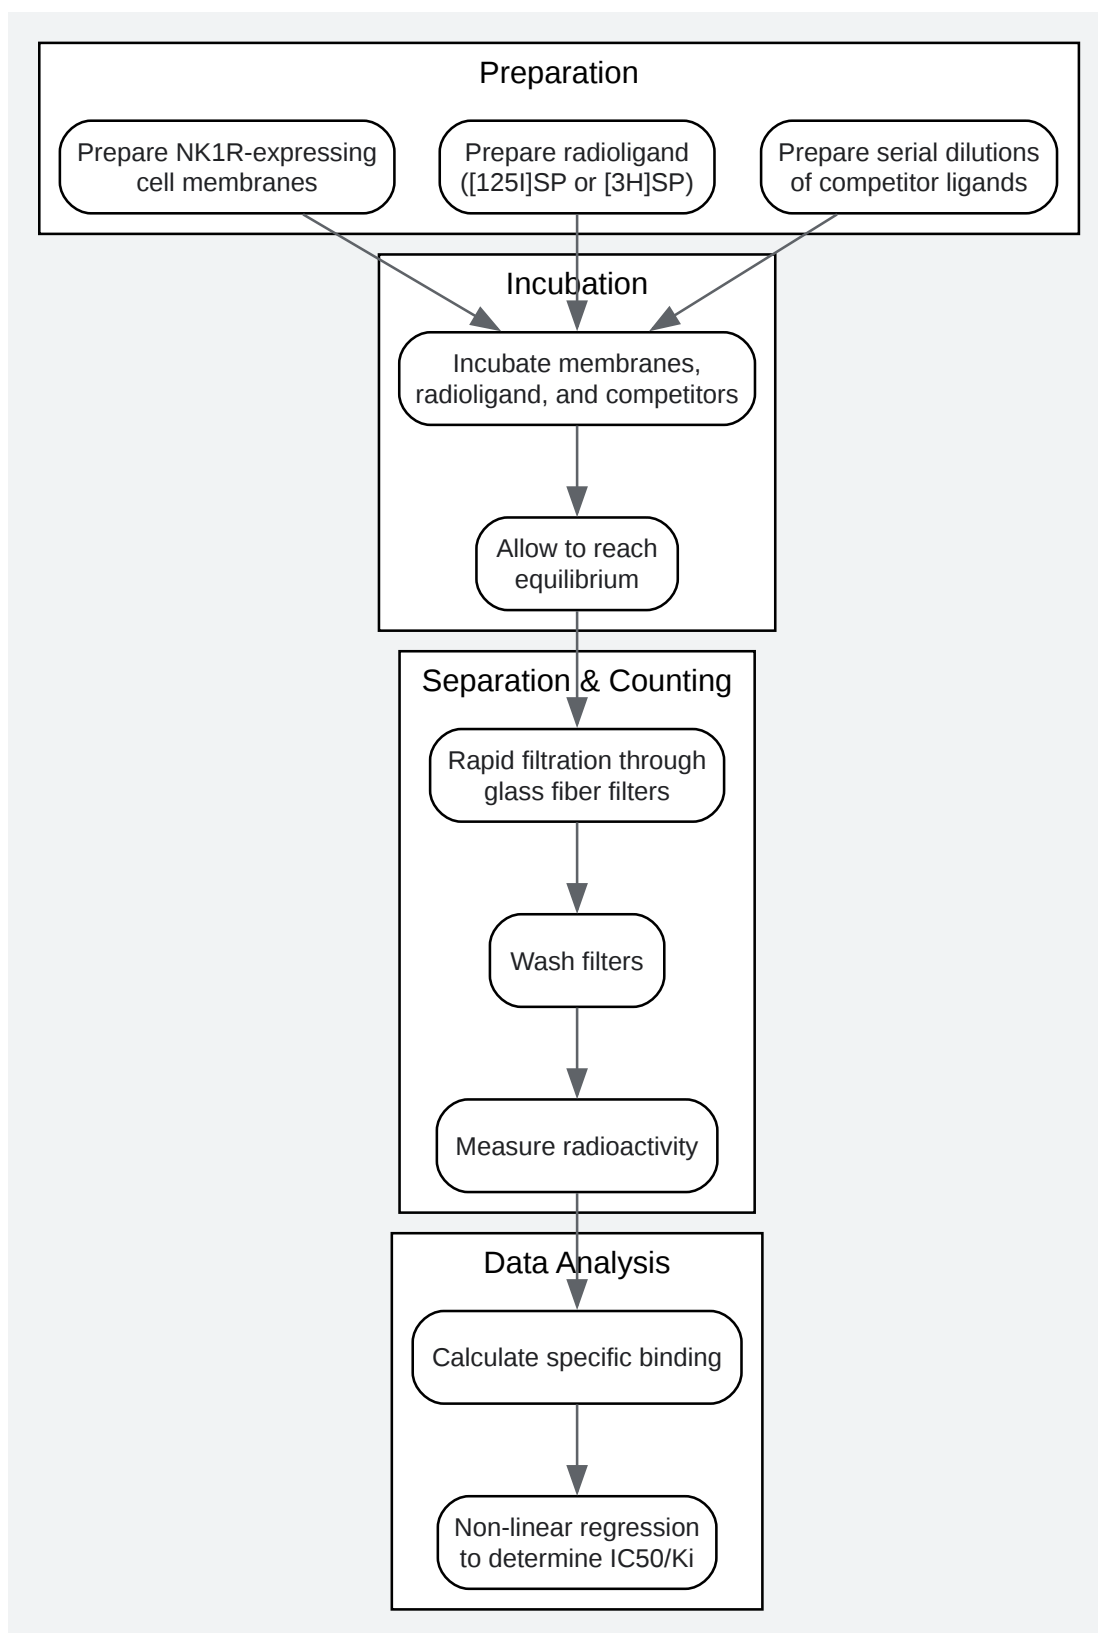 Preparation
Prepare NK1R-expressing
cell membranes
Prepare radioligand
([125I]SP or [3H]SP)
Prepare serial dilutions
of competitor ligands
Incubation
Incubate membranes,
radioligand, and competitors
Allow to reach
equilibrium
Separation & Counting
Rapid filtration through
glass fiber filters
Wash filters
Measure radioactivity
Data Analysis
Calculate specific binding
Non-linear regression
to determine IC50/Ki